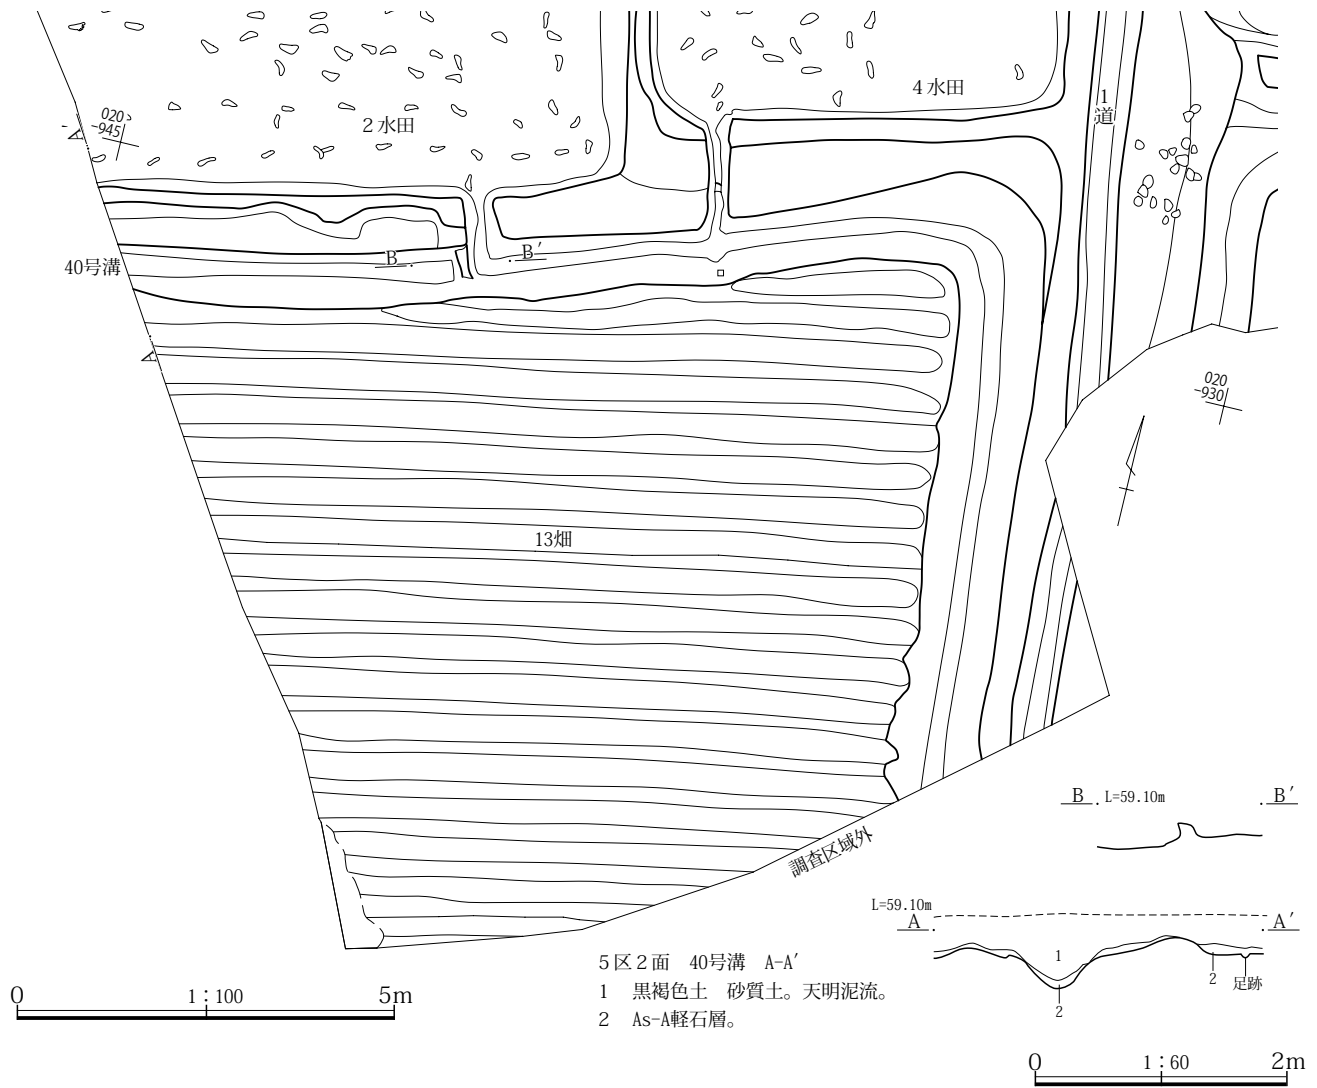 4水田
1道
020
-945
2水田
A′
B
B′
40号溝
A
020
-930
13畑
B
L=59.10m
B′
調査区域外
L=59.10m
A
A′
1
2
2
足跡
5区2面 40号溝 A-A′
1 黒褐色土 砂質土。天明泥流。
2 As-A軽石層。
0
1:100
5m
0
1:60
2m